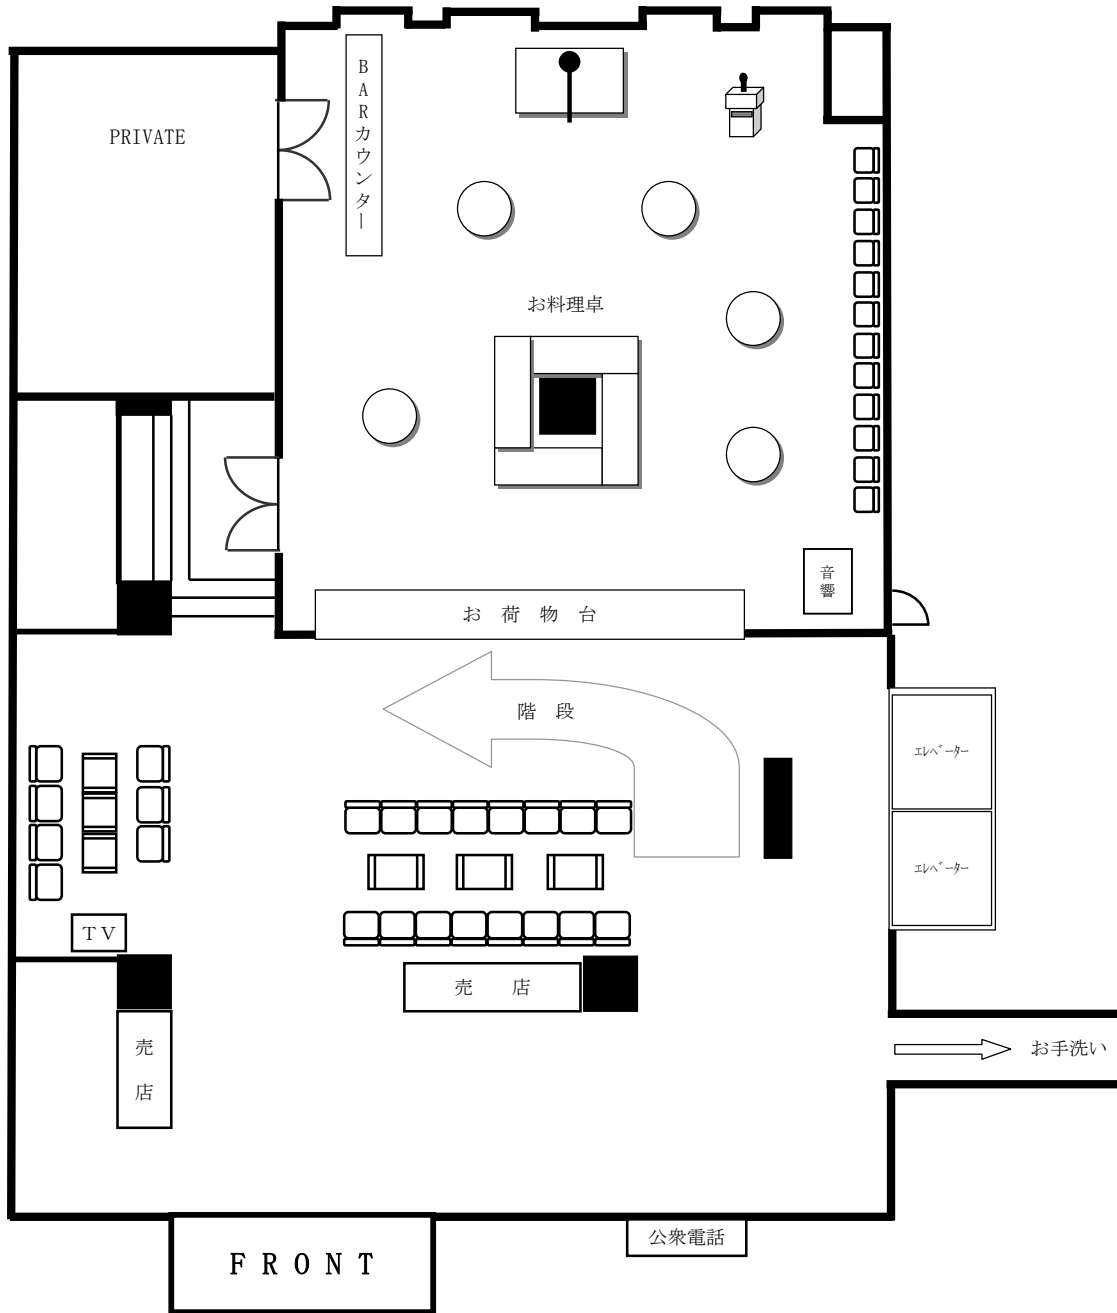 BARカウンター
PRIVATE
お料理卓
音響
お 荷 物 台
階 段
エレベーター
エレベーター
TV
売 店
売 店
お手洗い
公衆電話
FRONT